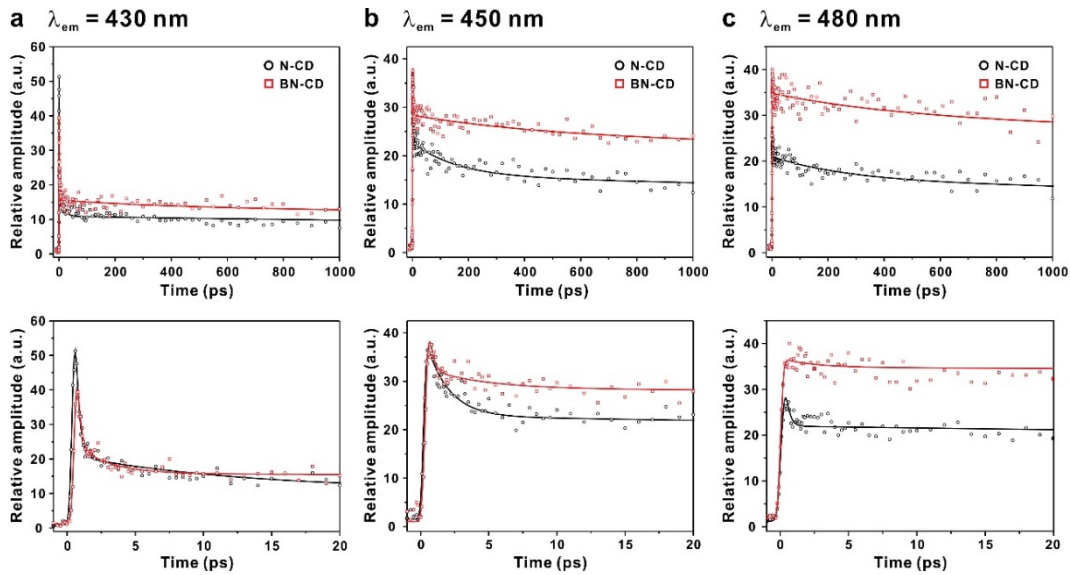 a λem = 430 nm
b λem = 450 nm
c λem = 480 nm
Relative amplitude (a.u.)
60
50
40
30
20
10
0
N-CD
BN-CD
0 200 400 600 800 1000
Time (ps)
Relative amplitude (a.u.)
40
30
20
10
0
N-CD
BN-CD
0 200 400 600 800 1000
Time (ps)
Relative amplitude (a.u.)
40
30
20
10
0
N-CD
BN-CD
0 200 400 600 800 1000
Time (ps)
Relative amplitude (a.u.)
60
50
40
30
20
10
0
0 5 10 15 20
Time (ps)
Relative amplitude (a.u.)
40
30
20
10
0
0 5 10 15 20
Time (ps)
Relative amplitude (a.u.)
50
40
30
20
10
0
0 5 10 15 20
Time (ps)